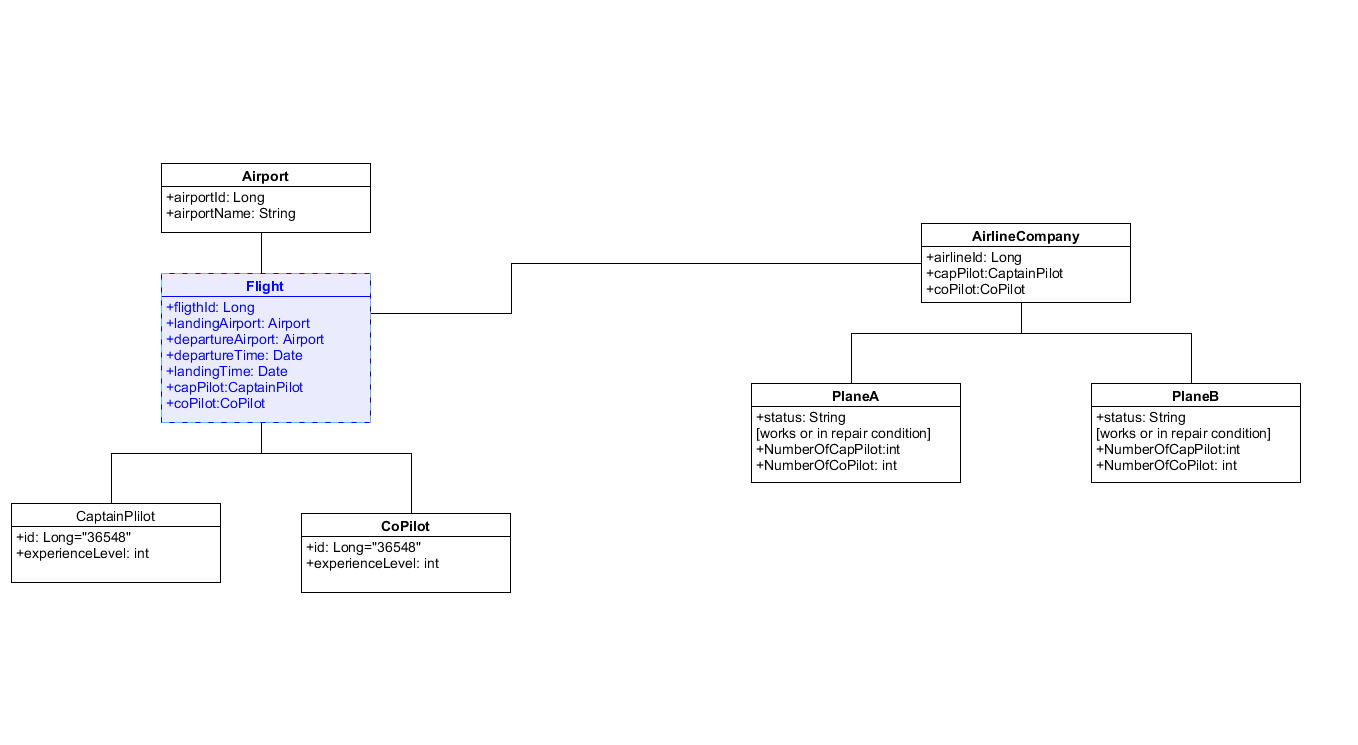 Airport
+airportId: Long
+airportName: String
Flight
+fligthId: Long
+landingAirport: Airport
+departureAirport: Airport
+departureTime: Date
+landingTime: Date
+capPilot:CaptainPilot
+coPilot:CoPilot
AirlineCompany
+airlineId: Long
+capPilot:CaptainPilot
+coPilot:CoPilot
PlaneA
+status: String
[works or in repair condition]
+NumberOfCapPilot:int
+NumberOfCoPilot: int
PlaneB
+status: String
[works or in repair condition]
+NumberOfCapPilot:int
+NumberOfCoPilot: int
CaptainPlilot
+id: Long="36548"
+experienceLevel: int
CoPilot
+id: Long="36548"
+experienceLevel: int